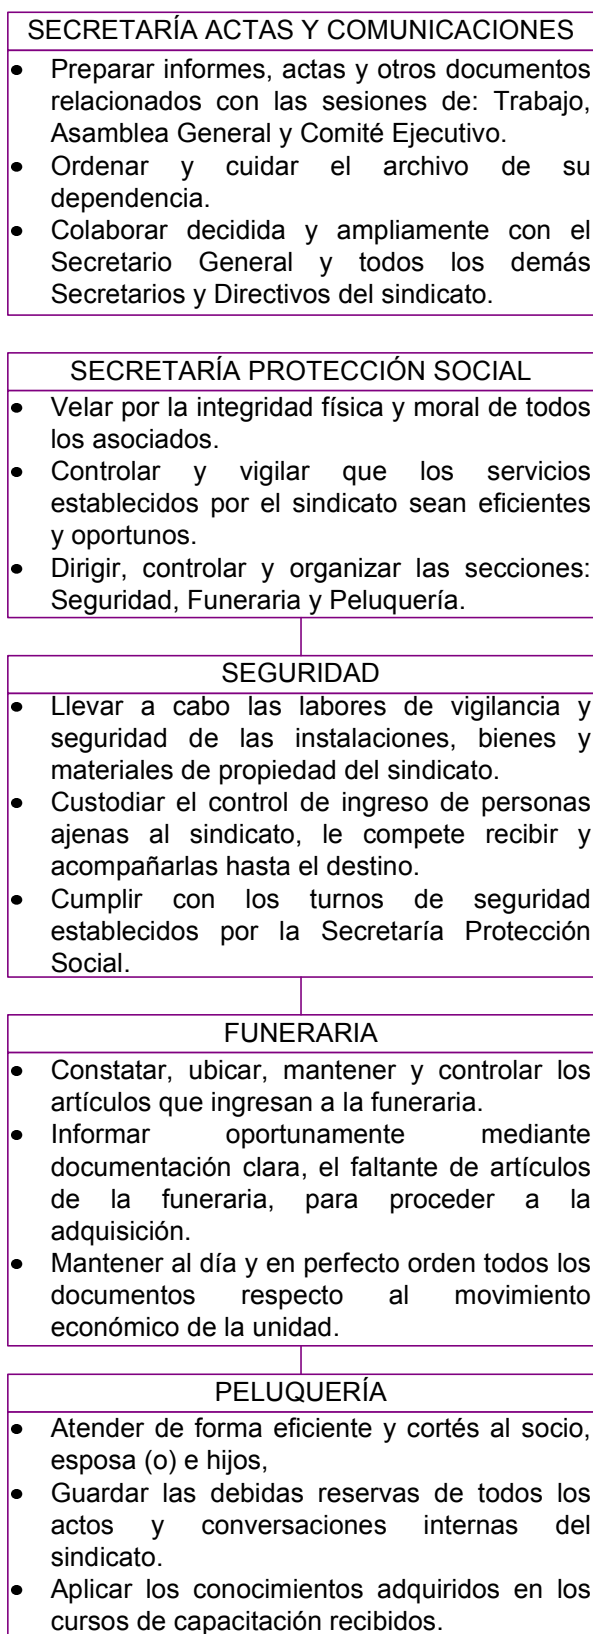 SECRETARÍA ACTAS Y COMUNICACIONES
• Preparar informes, actas y otros documentos
relacionados con las sesiones de: Trabajo,
Asamblea General y Comité Ejecutivo.
• Ordenar y cuidar el archivo de su
dependencia.
• Colaborar decidida y ampliamente con el
Secretario General y todos los demás
Secretarios y Directivos del sindicato.
SECRETARÍA PROTECCIÓN SOCIAL
• Velar por la integridad física y moral de todos
los asociados.
• Controlar y vigilar que los servicios
establecidos por el sindicato sean eficientes
y oportunos.
• Dirigir, controlar y organizar las secciones:
Seguridad, Funeraria y Peluquería.
SEGURIDAD
• Llevar a cabo las labores de vigilancia y
seguridad de las instalaciones, bienes y
materiales de propiedad del sindicato.
• Custodiar el control de ingreso de personas
ajenas al sindicato, le compete recibir y
acompañarlas hasta el destino.
• Cumplir con los turnos de seguridad
establecidos por la Secretaría Protección
Social.
FUNERARIA
• Constatar, ubicar, mantener y controlar los
artículos que ingresan a la funeraria.
• Informar oportunamente mediante
documentación clara, el faltante de artículos
de la funeraria, para proceder a la
adquisición.
• Mantener al día y en perfecto orden todos los
documentos respecto al movimiento
económico de la unidad.
PELUQUERÍA
• Atender de forma eficiente y cortés al socio,
esposa (o) e hijos,
• Guardar las debidas reservas de todos los
actos y conversaciones internas del
sindicato.
• Aplicar los conocimientos adquiridos en los
cursos de capacitación recibidos.